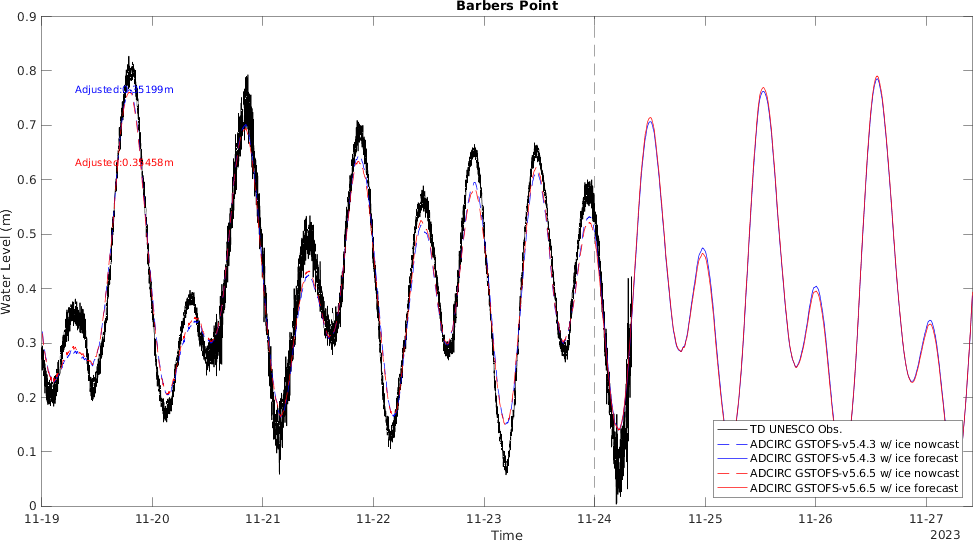 Barbers Point
0.9
0.8
0.7
0.6
0.5
0.4
0.3
0.2
0.1
0
Water Level (m)
Adjusted:0.35199m
Adjusted:0.35458m
11-19
11-20
11-21
11-22
11-23
11-24
11-25
11-26
11-27
Time
2023
TD UNESCO Obs.
ADCIRC GSTOFS-v5.4.3 w/ ice nowcast
ADCIRC GSTOFS-v5.4.3 w/ ice forecast
ADCIRC GSTOFS-v5.6.5 w/ ice nowcast
ADCIRC GSTOFS-v5.6.5 w/ ice forecast